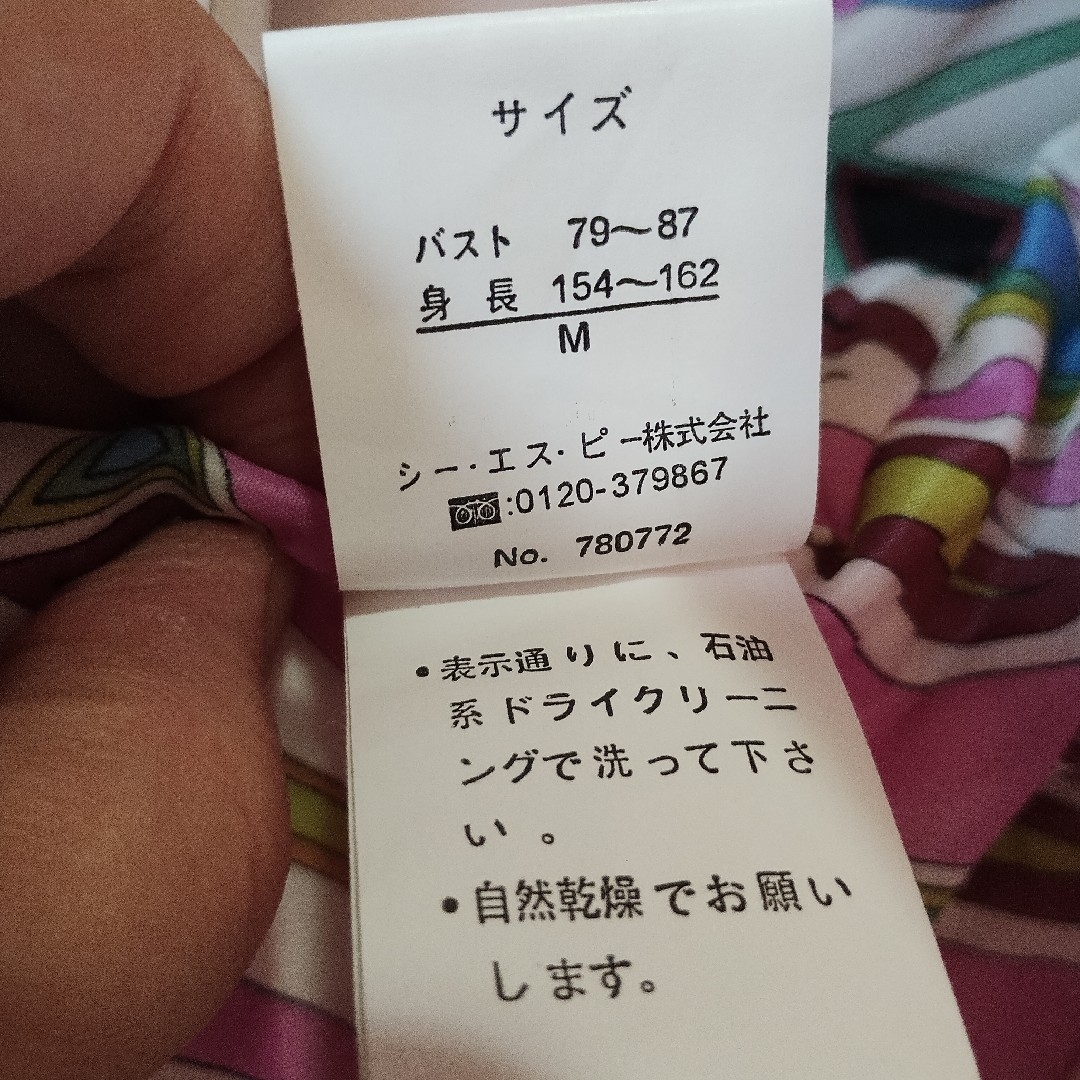 サイズ
バスト 79〜87
身長 154〜162
M
シー・エス・ピー株式会社
:0120-379867
No. 780772
•表示通りに、石油
系ドライクリーニ
ングで洗って下さ
い。
•自然乾燥でお願い
します。